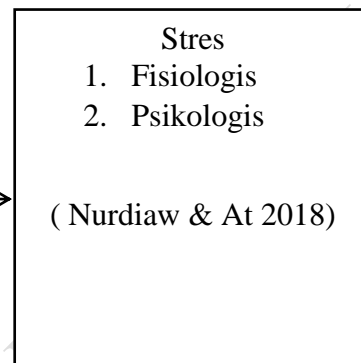 Stres
1. Fisiologis
2. Psikologis
( Nurdiaw & At 2018)